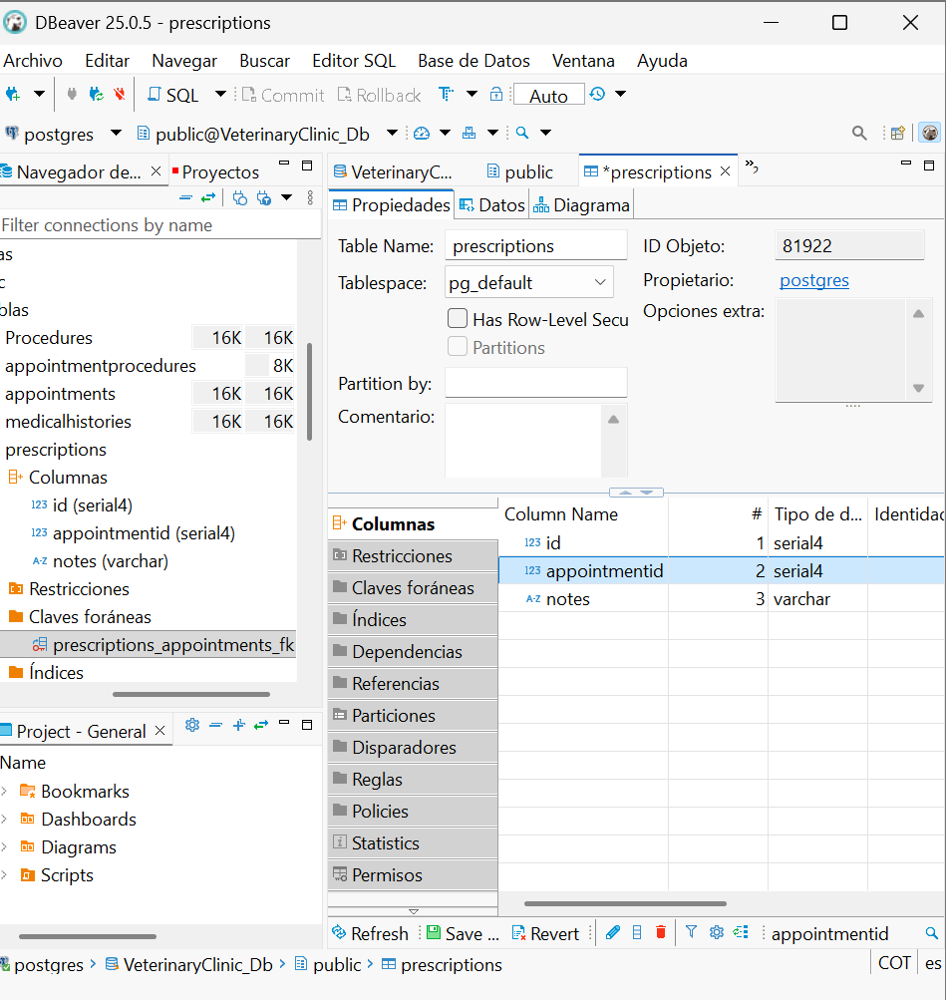 DBeaver 25.0.5 - prescriptions
Archivo Editar Navegar Buscar Editor SQL Base de Datos Ventana Ayuda
SQL Commit Rollback Auto
postgres public@VeterinaryClinic_Db
Navegador de... Proyectos
Filter connections by name
as
c
blas
Procedures 16K 16K
appointmentprocedures 8K
appointments 16K 16K
medicalhistories 16K 16K
prescriptions
Columnas
123 id (serial4)
123 appointmentid (serial4)
A-Z notes (varchar)
Restricciones
Claves foráneas
prescriptions_appointments_fk
Índices
Project - General
Name
Bookmarks
Dashboards
Diagrams
Scripts
VeterinaryC... public *prescriptions
Propiedades Datos Diagrama
Table Name: prescriptions
Tablespace: pg_default
Has Row-Level Secu
Partitions
Partition by:
Comentario:
ID Objeto: 81922
Propietario: postgres
Opciones extra:
Columnas
Restricciones
Claves foráneas
Índices
Dependencias
Referencias
Particiones
Disparadores
Reglas
Policies
Statistics
Permisos
Column Name # Tipo de d... Identidad
123 id 1 serial4
123 appointmentid 2 serial4
A-Z notes 3 varchar
Refresh Save ... Revert appointmentid
postgres VeterinaryClinic_Db public prescriptions
COT es